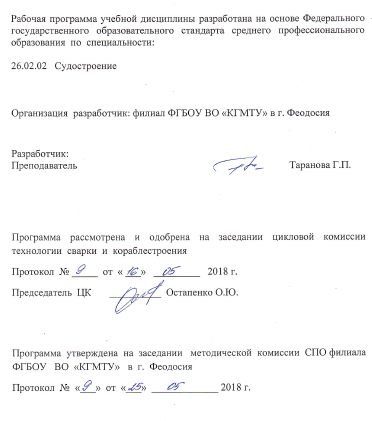 Рабочая программа учебной дисциплины разработана на основе Федерального
государственного образовательного стандарта среднего профессионального
образования по специальности:
26.02.02 Судостроение
Организация разработчик: филиал ФГБОУ ВО «КГМТУ» в г. Феодосия
Разработчик:
Преподаватель Таранова Г.П.
Программа рассмотрена и одобрена на заседании цикловой комиссии
технологии сварки и кораблестроения
Протокол № 9 от «16» 05 2018 г.
Председатель ЦК Остапенко О.Ю.
Программа утверждена на заседании методической комиссии СПО филиала
ФГБОУ ВО «КГМТУ» в г. Феодосия
Протокол № «9» от «25» 05 2018 г.